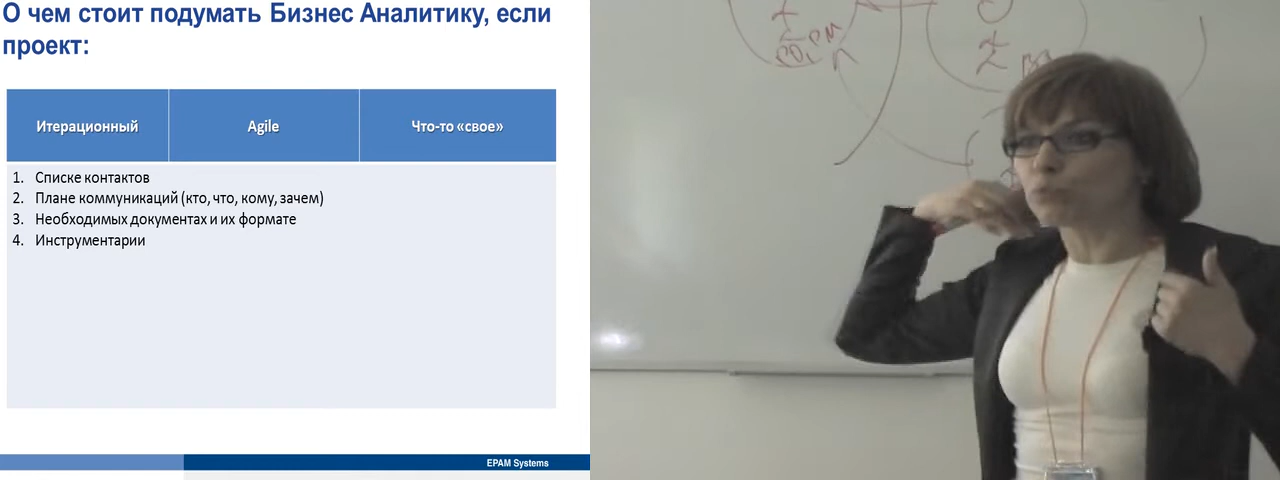 О чем стоит подумать Бизнес Аналитику, если
проект:
Итерационный
Agile
Что-то «свое»
1. Списке контактов
2. Плане коммуникаций (кто, что, кому, зачем)
3. Необходимых документах и их формате
4. Инструментарии
EPAM Systems
PM